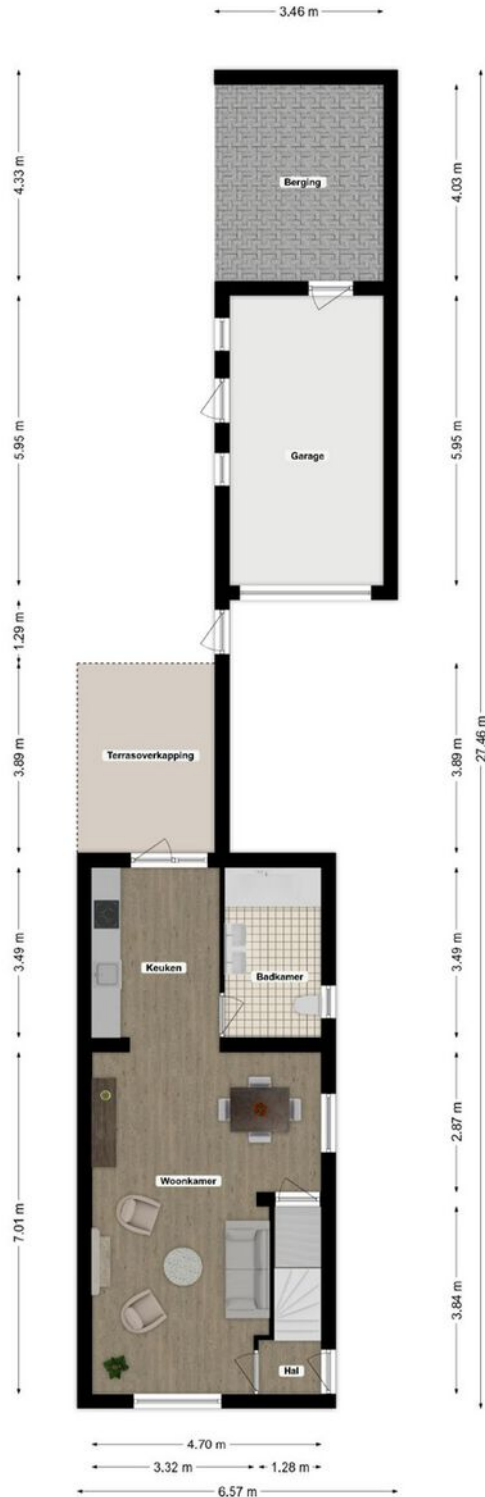 3.46 m
4.33 m
Berging
4.03 m
5.95 m
Garage
5.95 m
1.29 m
27.46 m
3.89 m
Terrasoverkapping
3.89 m
3.49 m
Keuken
Badkamer
3.49 m
2.87 m
7.01 m
Woonkamer
3.84 m
Hal
4.70 m
3.32 m
1.28 m
6.57 m